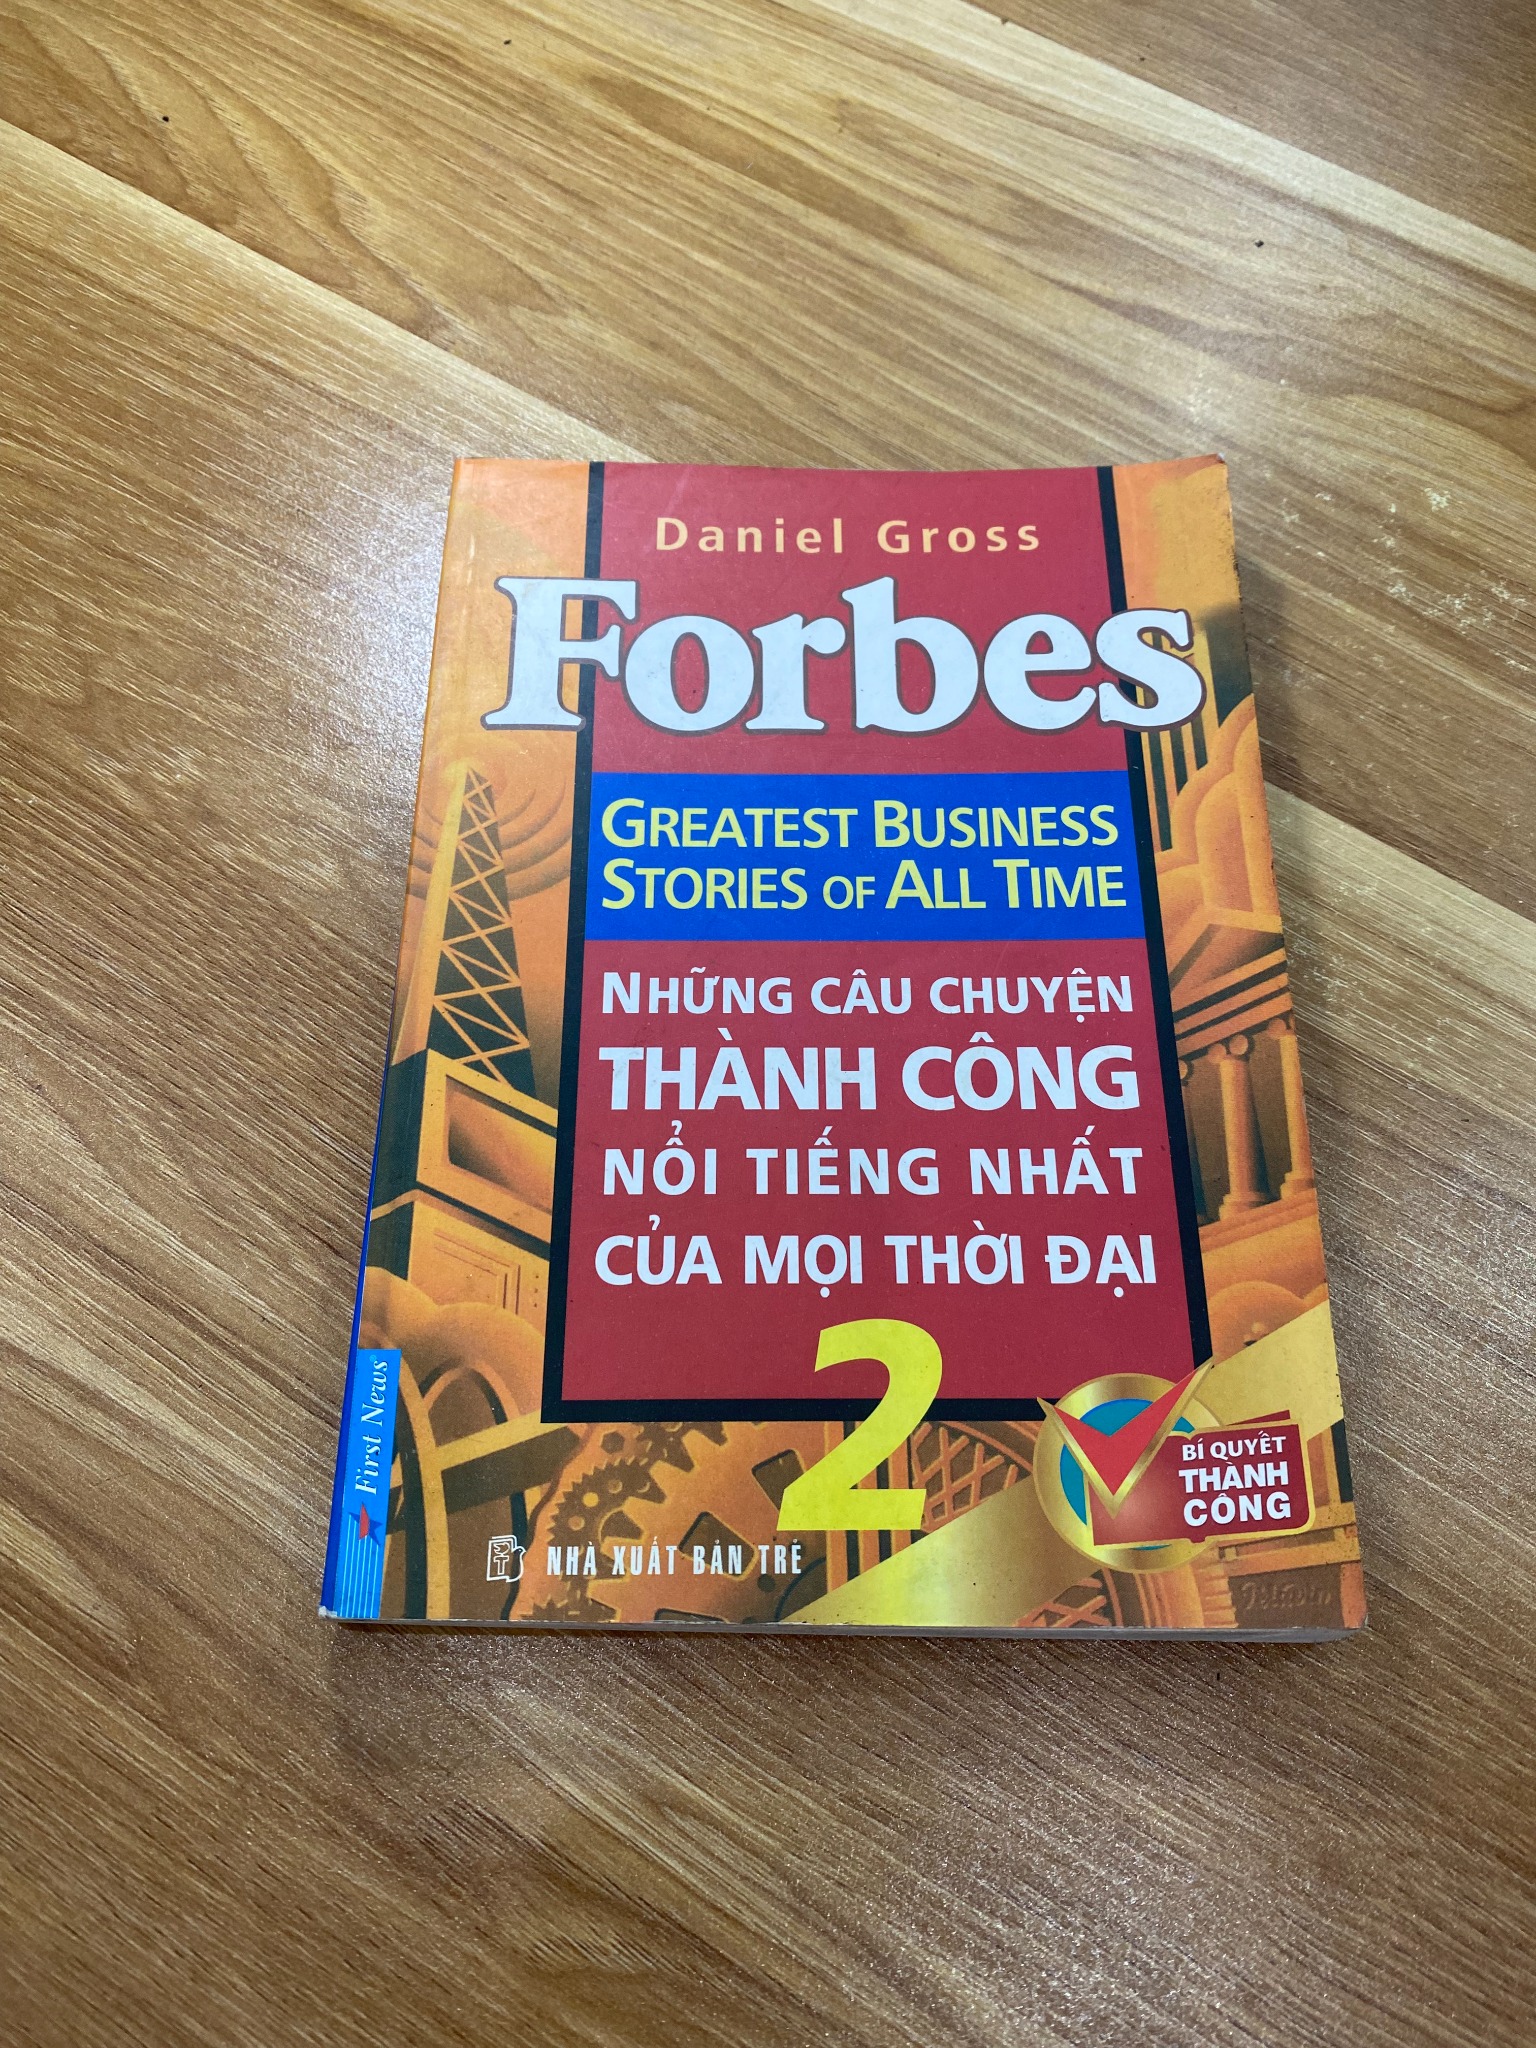 Daniel Gross
Forbes
GREATEST BUSINESS
STORIES OF ALL TIME
NHỮNG CÂU CHUYỆN
THÀNH CÔNG
NỔI TIẾNG NHẤT
CỦA MỌI THỜI ĐẠI
2
BÍ QUYẾT
THÀNH
CÔNG
First News®
NHÀ XUẤT BẢN TRẺ